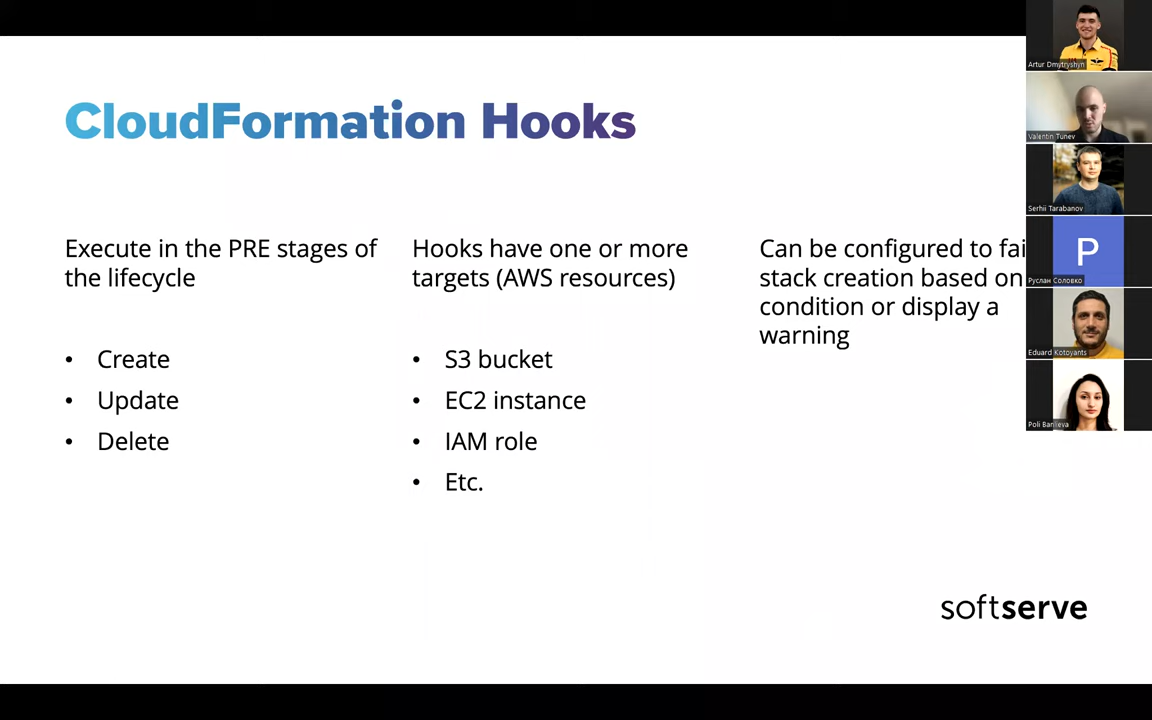 CloudFormation Hooks
Execute in the PRE stages of
the lifecycle
• Create
• Update
• Delete
Hooks have one or more
targets (AWS resources)
• S3 bucket
• EC2 instance
• IAM role
• Etc.
Can be configured to fai
stack creation based on
condition or display a
warning
softserve
Artur Dmytryshyn
Valentin Tunev
Serhii Tarabanov
P
Руслан Соловко
Eduard Kotoyants
Poli